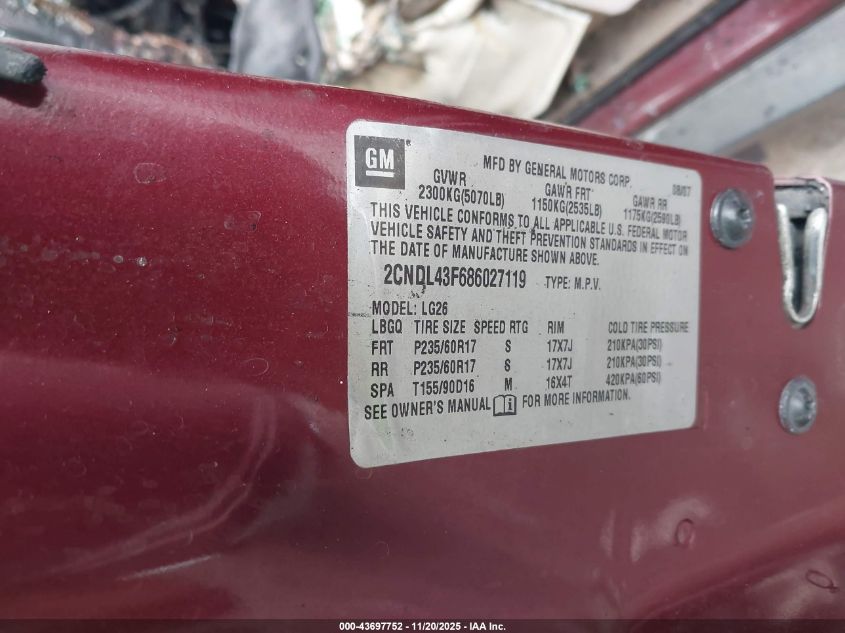 GM
MFD BY GENERAL MOTORS CORP. 08/07
GVWR GAWR FRT GAWR RR
2300KG(5070LB) 1150KG(2535LB) 1175KG(2590LB)
THIS VEHICLE CONFORMS TO ALL APPLICABLE U.S. FEDERAL MOTOR
VEHICLE SAFETY AND THEFT PREVENTION STANDARDS IN EFFECT ON
THE DATE OF MANUFACTURE SHOWN ABOVE.
2CNDL43F686027119 TYPE: M.P.V.
MODEL: LG26
LBGQ TIRE SIZE SPEED RTG RIM COLD TIRE PRESSURE
FRT P235/60R17 S 17X7J 210KPA(30PSI)
RR P235/60R17 S 17X7J 210KPA(30PSI)
SPA T155/90D16 M 16X4T 420KPA(60PSI)
SEE OWNER'S MANUAL FOR MORE INFORMATION.
000-43697752 - 11/20/2025 - IAA Inc.